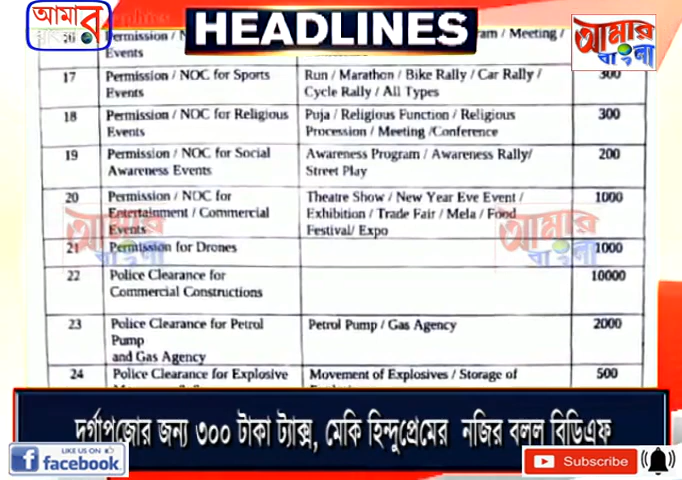 আমার
বাংলা
HEADLINES
আমার
বাংলা
16 Permission / N Meeting /
Events
17 Permission / NOC for Sports Run / Marathon / Bike Rally / Car Rally / 300
Events Cycle Rally / All Types
18 Permission / NOC for Religious Puja / Religious Function / Religious 300
Events Procession / Meeting /Conference
19 Permission / NOC for Social Awareness Program / Awareness Rally/ 200
Awareness Events Street Play
20 Permission / NOC for Theatre Show / New Year Eve Event / 1000
Entertainment / Commercial Exhibition / Trade Fair / Mela / Food
Events Festival/ Expo
21 Permission for Drones 1000
22 Police Clearance for 10000
Commercial Constructions
23 Police Clearance for Petrol Petrol Pump / Gas Agency 2000
Pump
and Gas Agency
24 Police Clearance for Explosive Movement of Explosives / Storage of 500
আমার
বাংলা
আমার
বাংলা
দুর্গাপুজোর জন্য ৩০০ টাকা ট্যাক্স, মেকি হিন্দুপ্রেমের নজির বলল বিডিএফ
LIKE US ON
facebook
Subscribe